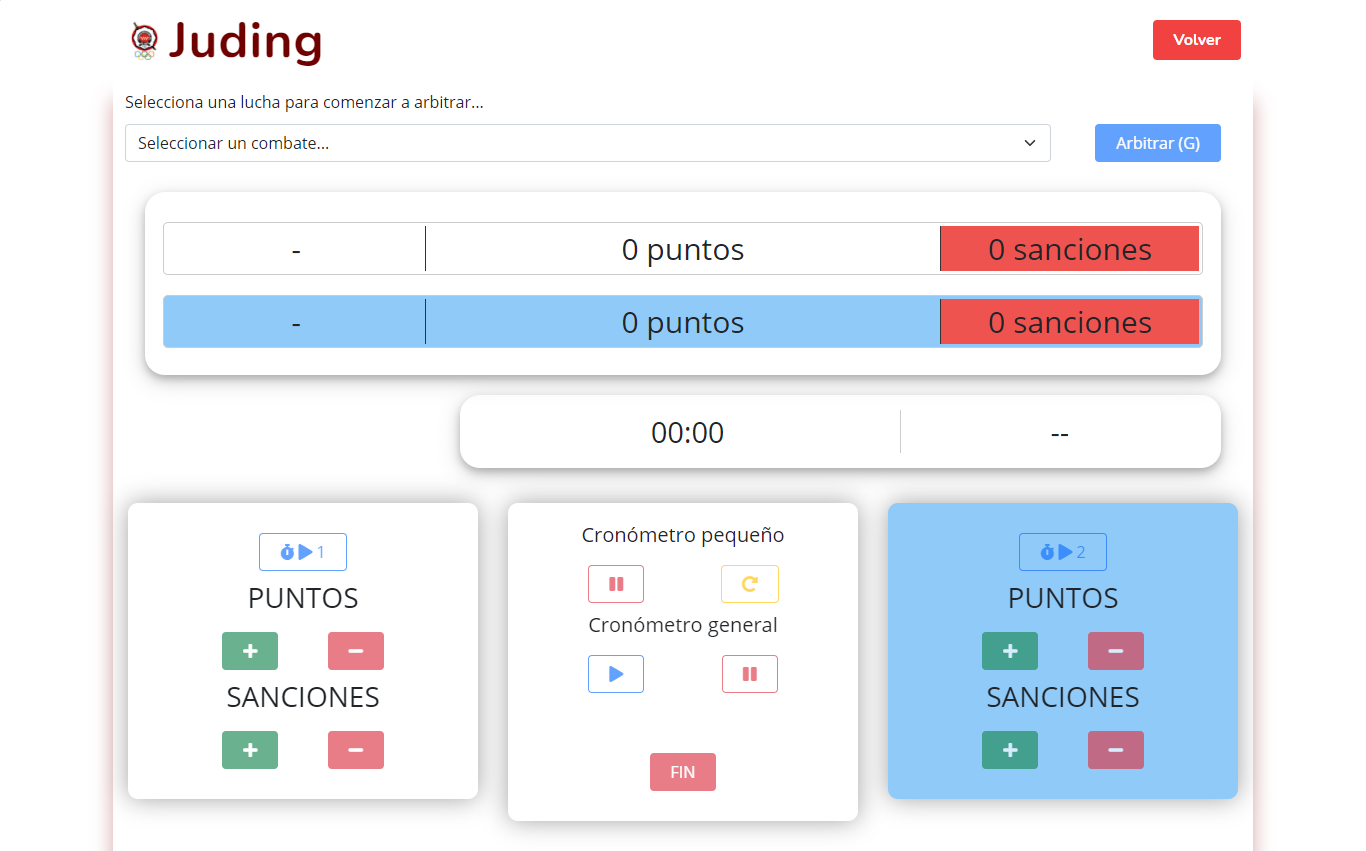 Juding
Volver
Selecciona una lucha para comenzar a arbitrar...
Seleccionar un combate...
Arbitrar (G)
- 0 puntos 0 sanciones
- 0 puntos 0 sanciones
00:00 --
1
PUNTOS
+ −
SANCIONES
+ −
Cronómetro pequeño
Cronómetro general
FIN
2
PUNTOS
+ −
SANCIONES
+ −